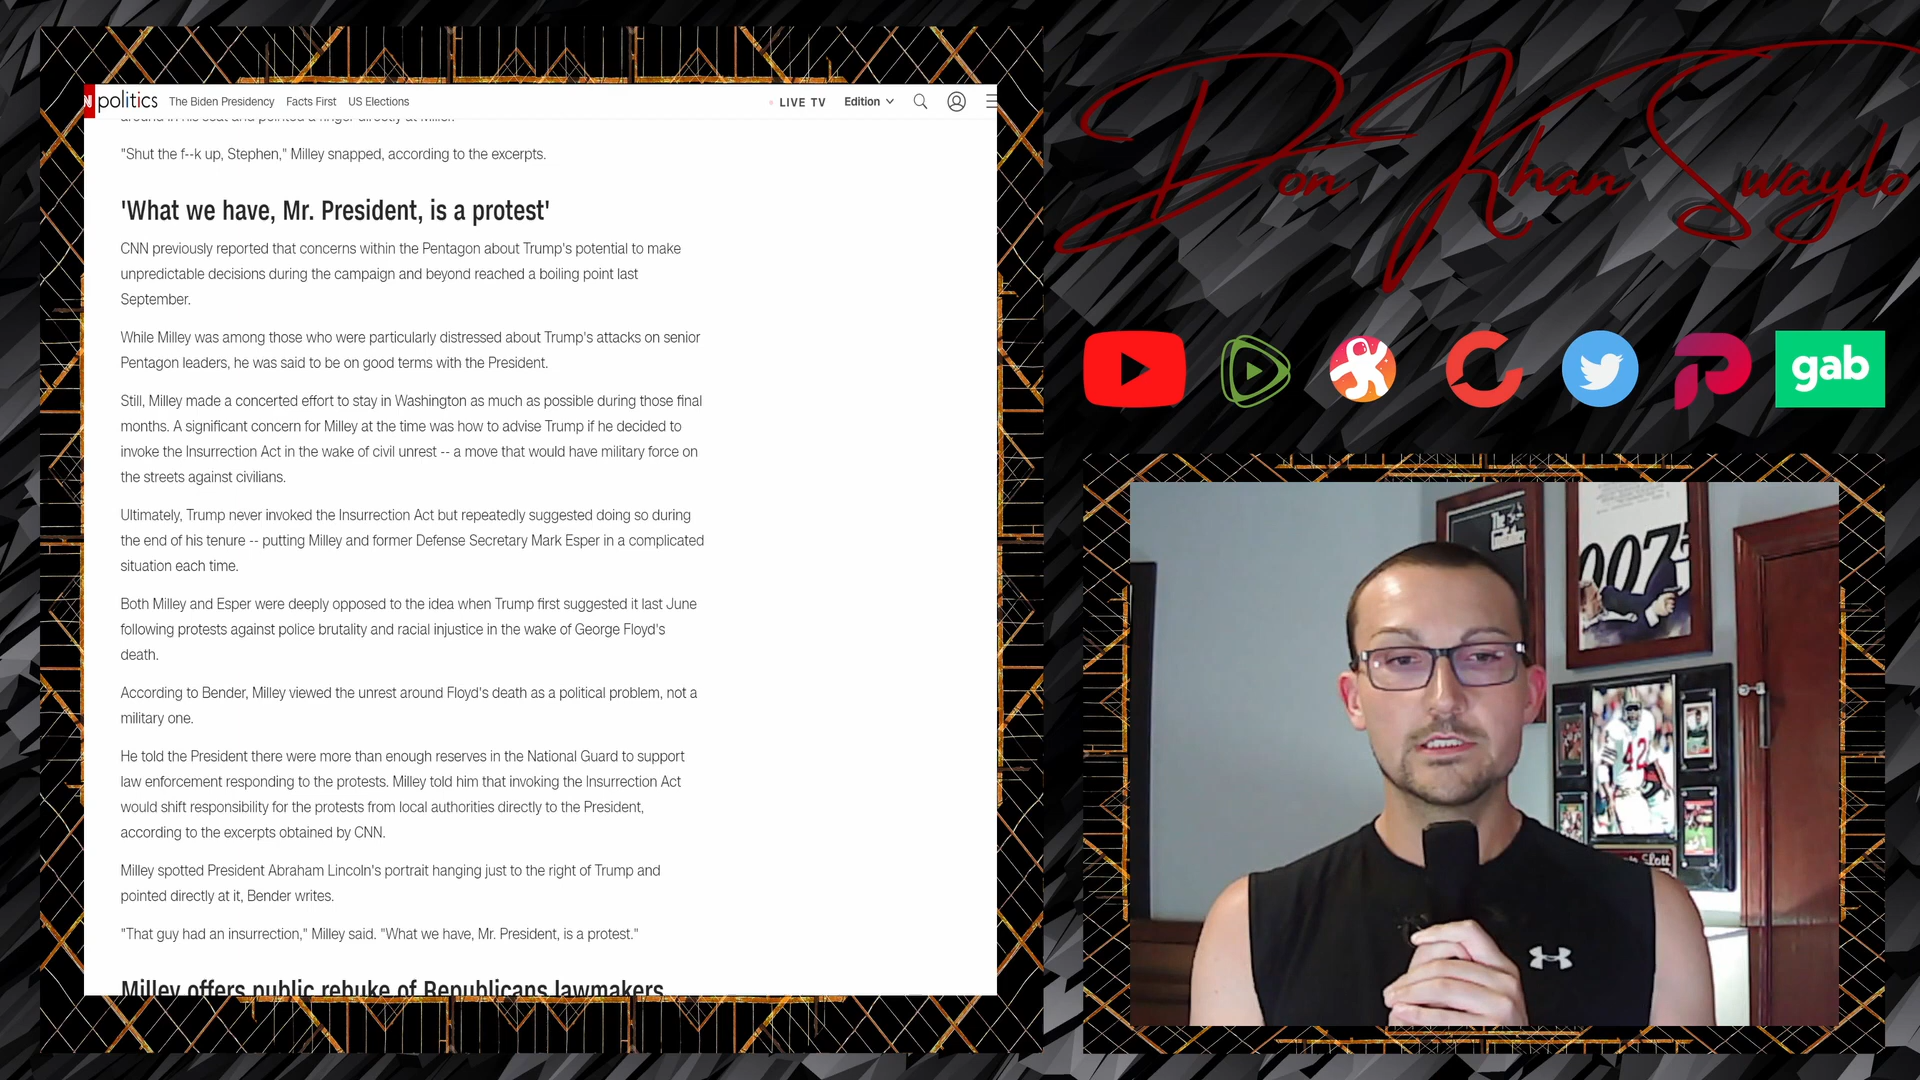 politics The Biden Presidency Facts First US Elections LIVE TV Edition
around in his seat and pointed a finger directly at Miller.
"Shut the f--k up, Stephen," Milley snapped, according to the excerpts.
'What we have, Mr. President, is a protest'
CNN previously reported that concerns within the Pentagon about Trump's potential to make
unpredictable decisions during the campaign and beyond reached a boiling point last
September.
While Milley was among those who were particularly distressed about Trump's attacks on senior
Pentagon leaders, he was said to be on good terms with the President.
Still, Milley made a concerted effort to stay in Washington as much as possible during those final
months. A significant concern for Milley at the time was how to advise Trump if he decided to
invoke the Insurrection Act in the wake of civil unrest -- a move that would have military force on
the streets against civilians.
Ultimately, Trump never invoked the Insurrection Act but repeatedly suggested doing so during
the end of his tenure -- putting Milley and former Defense Secretary Mark Esper in a complicated
situation each time.
Both Milley and Esper were deeply opposed to the idea when Trump first suggested it last June
following protests against police brutality and racial injustice in the wake of George Floyd's
death.
According to Bender, Milley viewed the unrest around Floyd's death as a political problem, not a
military one.
He told the President there were more than enough reserves in the National Guard to support
law enforcement responding to the protests. Milley told him that invoking the Insurrection Act
would shift responsibility for the protests from local authorities directly to the President,
according to the excerpts obtained by CNN.
Milley spotted President Abraham Lincoln's portrait hanging just to the right of Trump and
pointed directly at it, Bender writes.
"That guy had an insurrection," Milley said. "What we have, Mr. President, is a protest."
Milley offers public rebuke of Republicans lawmakers
Don Khan Swaylo
gab
The
Godfather
007
42
Lott